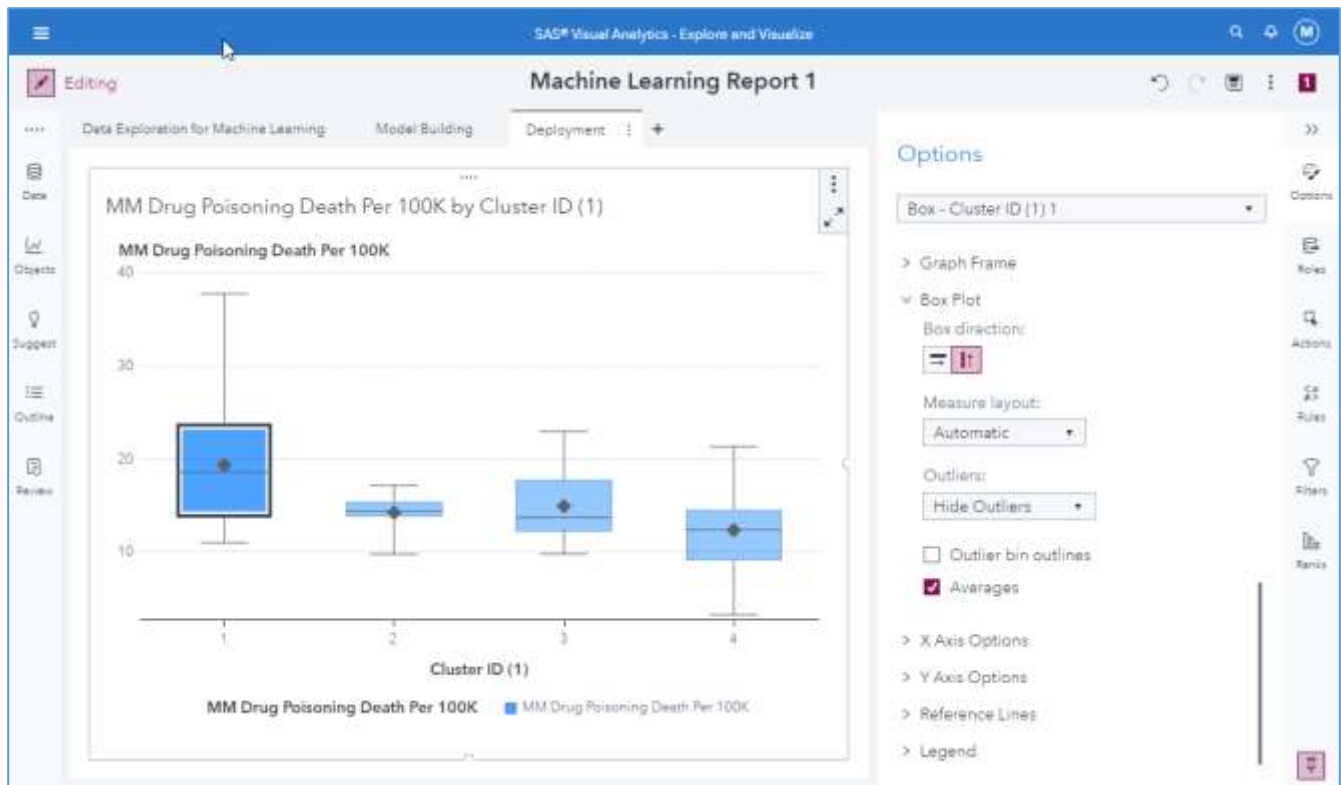 SAS® Visual Analytics - Explore and Visualize
M
Editing
Machine Learning Report 1
1
Data Exploration for Machine Learning
Model Building
Deployment
+
Data
Objects
Suggest
Outline
Review
MM Drug Poisoning Death Per 100K by Cluster ID (1)
MM Drug Poisoning Death Per 100K
40
30
20
10
1 2 3 4
Cluster ID (1)
MM Drug Poisoning Death Per 100K MM Drug Poisoning Death Per 100K
Options
Box - Cluster ID (1) 1
> Graph Frame
Box Plot
Box direction:
Measure layout:
Automatic
Outliers:
Hide Outliers
Outlier bin outlines
Averages
> X Axis Options
> Y Axis Options
> Reference Lines
> Legend
>>
Options
Roles
Actions
Rules
Filters
Ranks